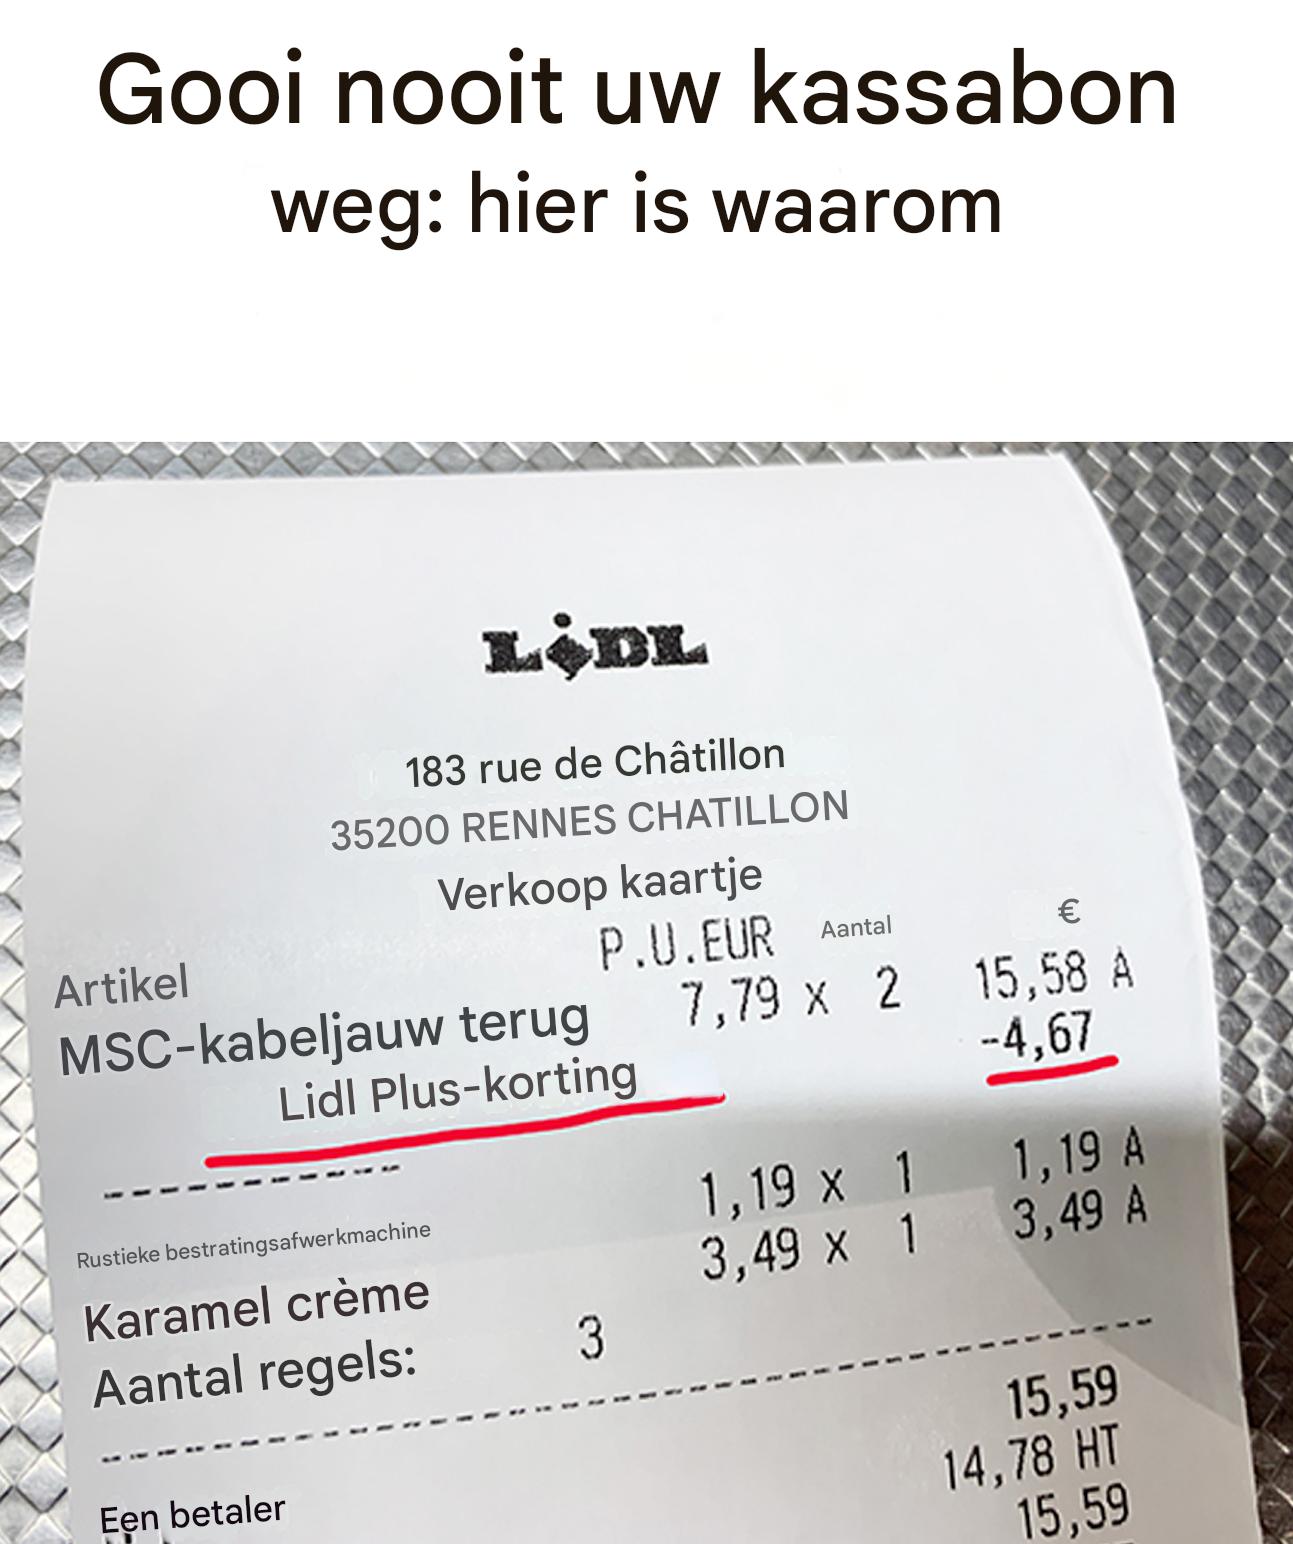 Gooi nooit uw kassabon
weg: hier is waarom
LIDL
183 rue de Châtillon
35200 RENNES CHATILLON
Verkoop kaartje
Artikel P.U.EUR Aantal €
MSC-kabeljauw terug 7,79 x 2 15,58 A
Lidl Plus-korting -4,67
Rustieke bestratingsafwerkmachine 1,19 x 1 1,19 A
Karamel crème 3,49 x 1 3,49 A
Aantal regels: 3
15,59
14,78 HT
Een betaler 15,59